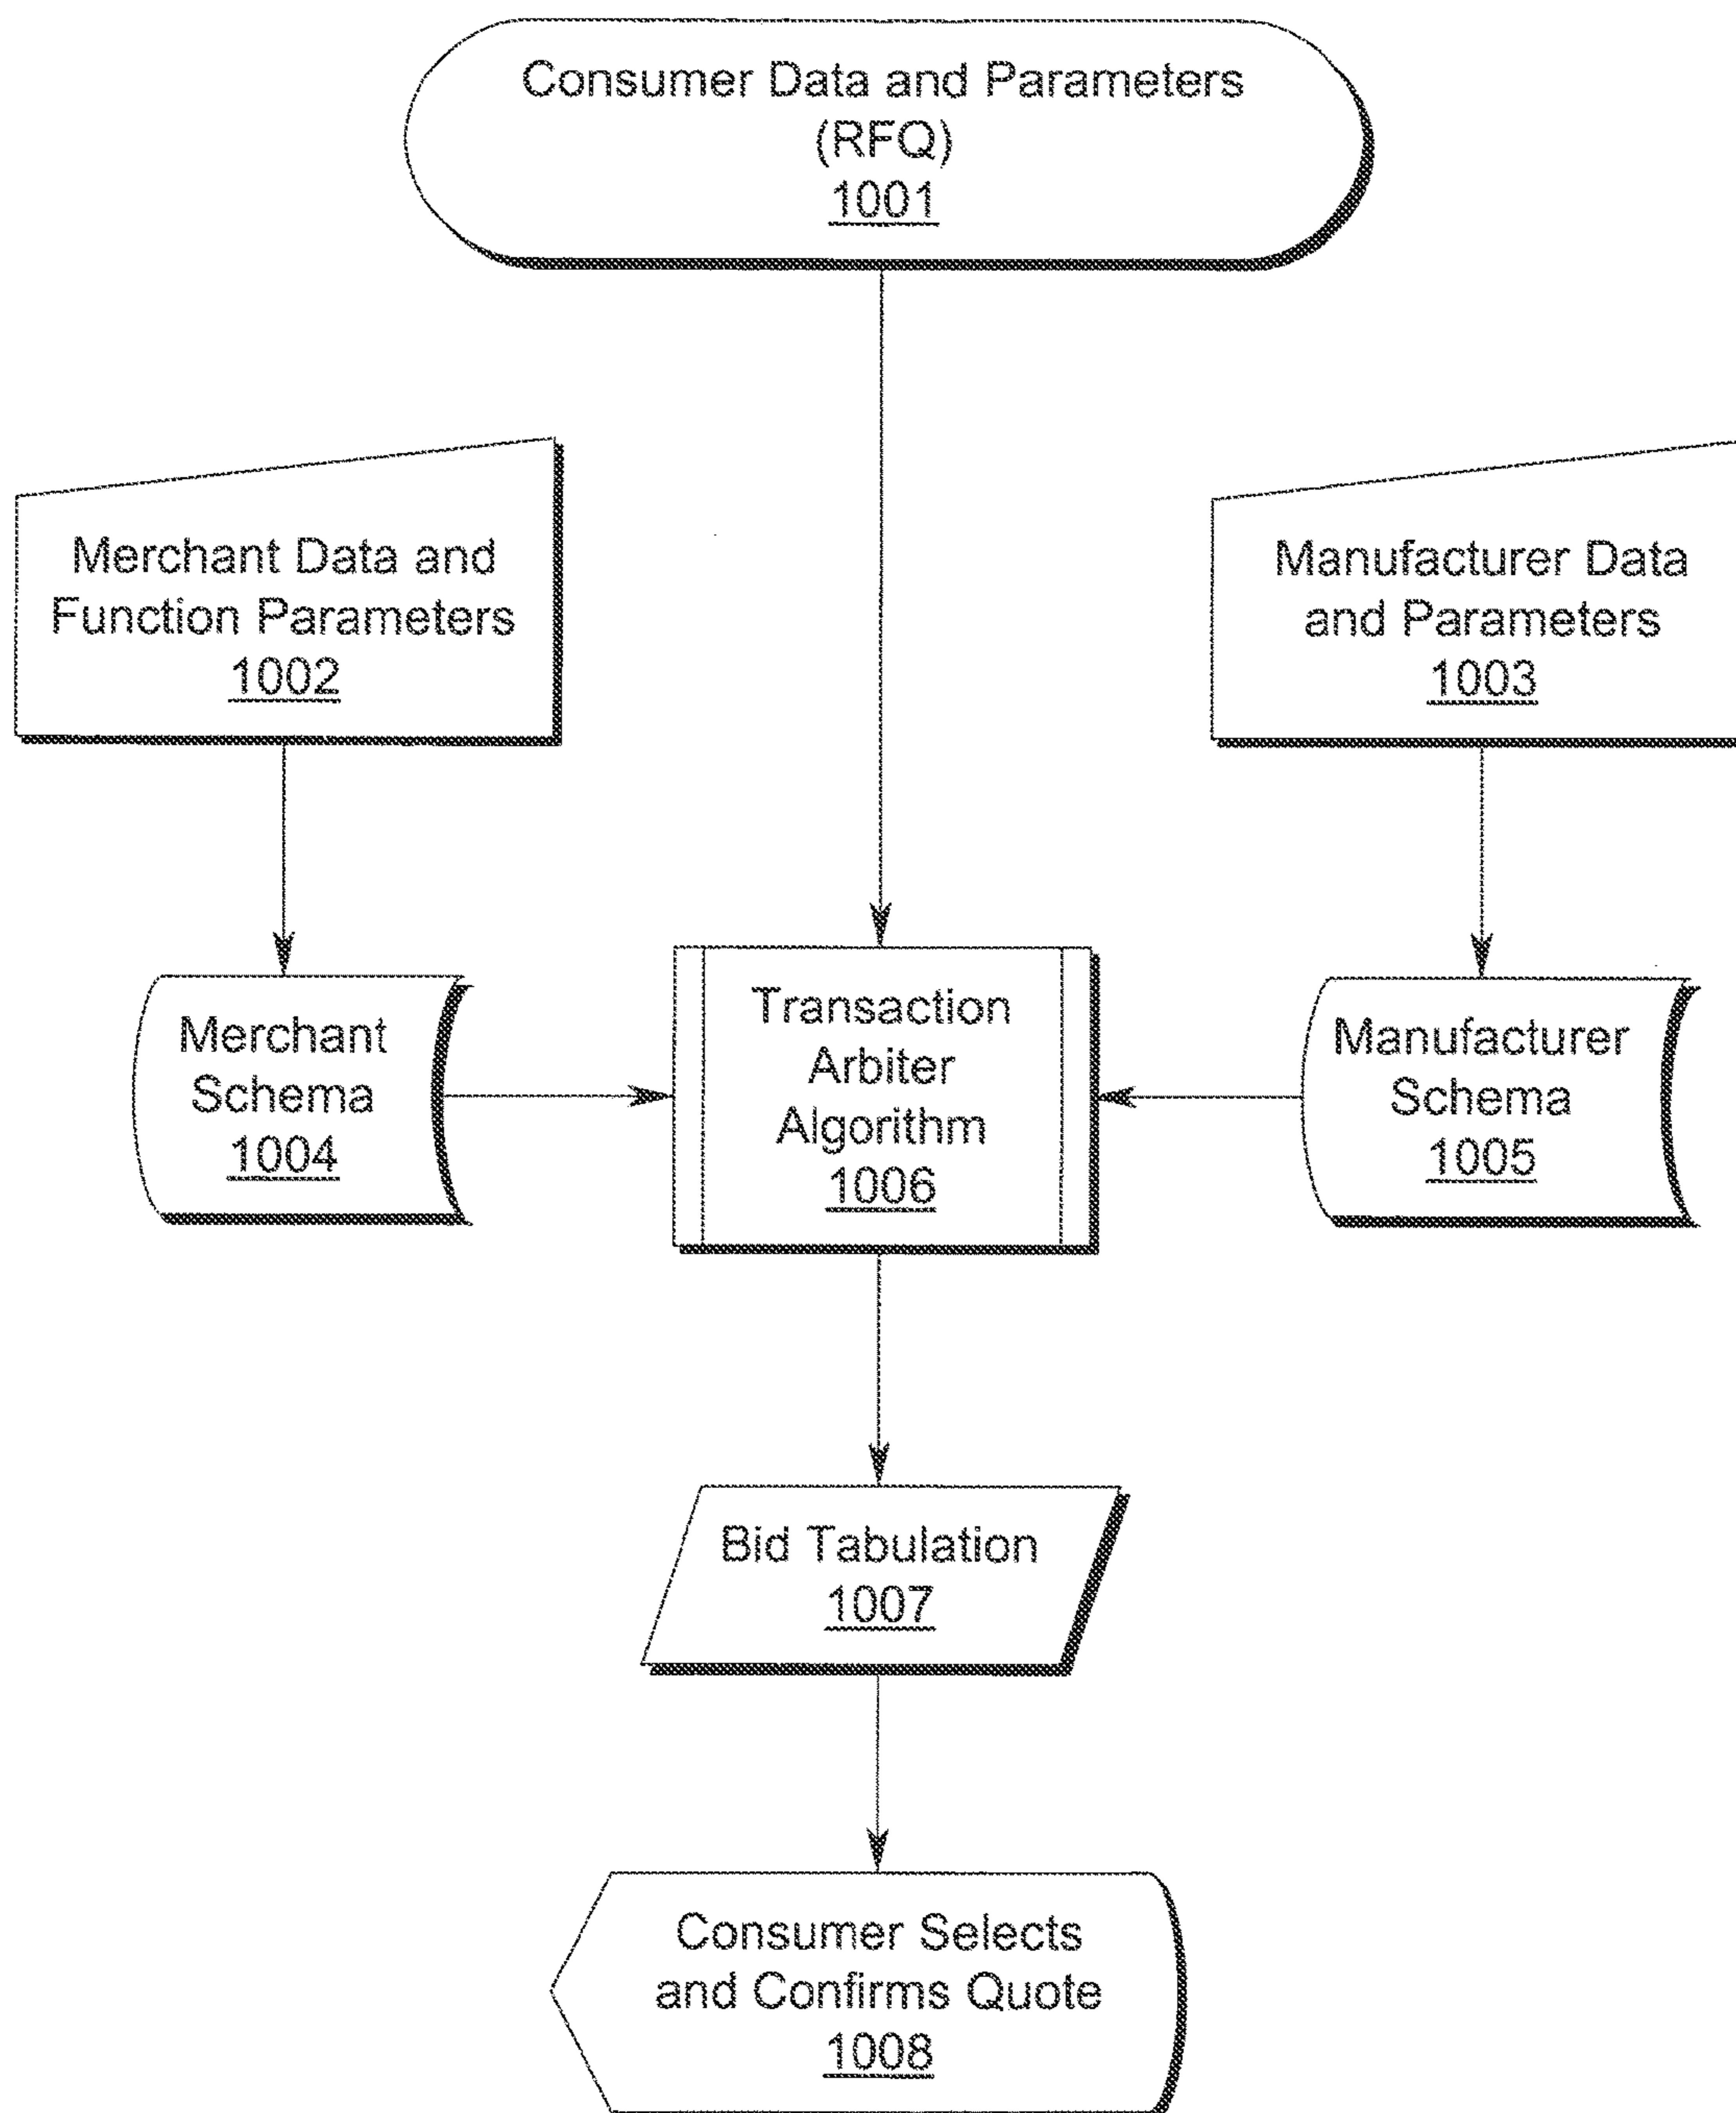 Consumer Data and Parameters
(RFQ)
1001
Merchant Data and
Function Parameters
1002
Manufacturer Data
and Parameters
1003
Merchant
Schema
1004
Transaction
Arbiter
Algorithm
1006
Manufacturer
Schema
1005
Bid Tabulation
1007
Consumer Selects
and Confirms Quote
1008